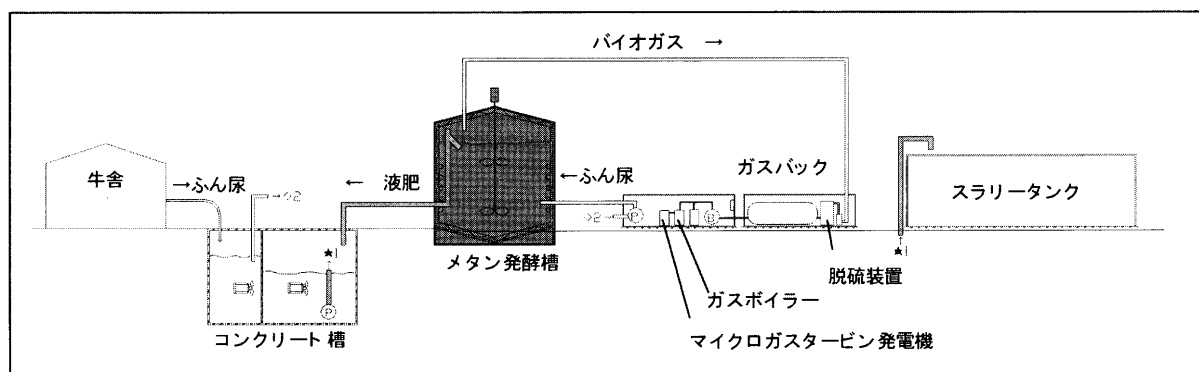 バイオガス →
牛舎
→ふん尿
← 液肥
←ふん尿
ガスバック
スラリータンク
メタン発酵槽
P
P
★1
★1
脱硫装置
ガスボイラー
マイクロガスタービン発電機
コンクリート槽